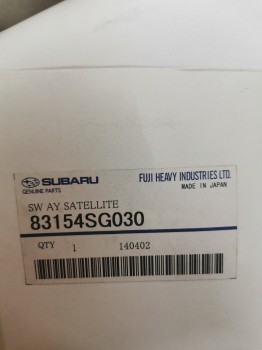 SUBARU
GENUINE PARTS
FUJI HEAVY INDUSTRIES LTD.
MADE IN JAPAN
SW AY SATELLITE
83154SG030
QTY 1 140402